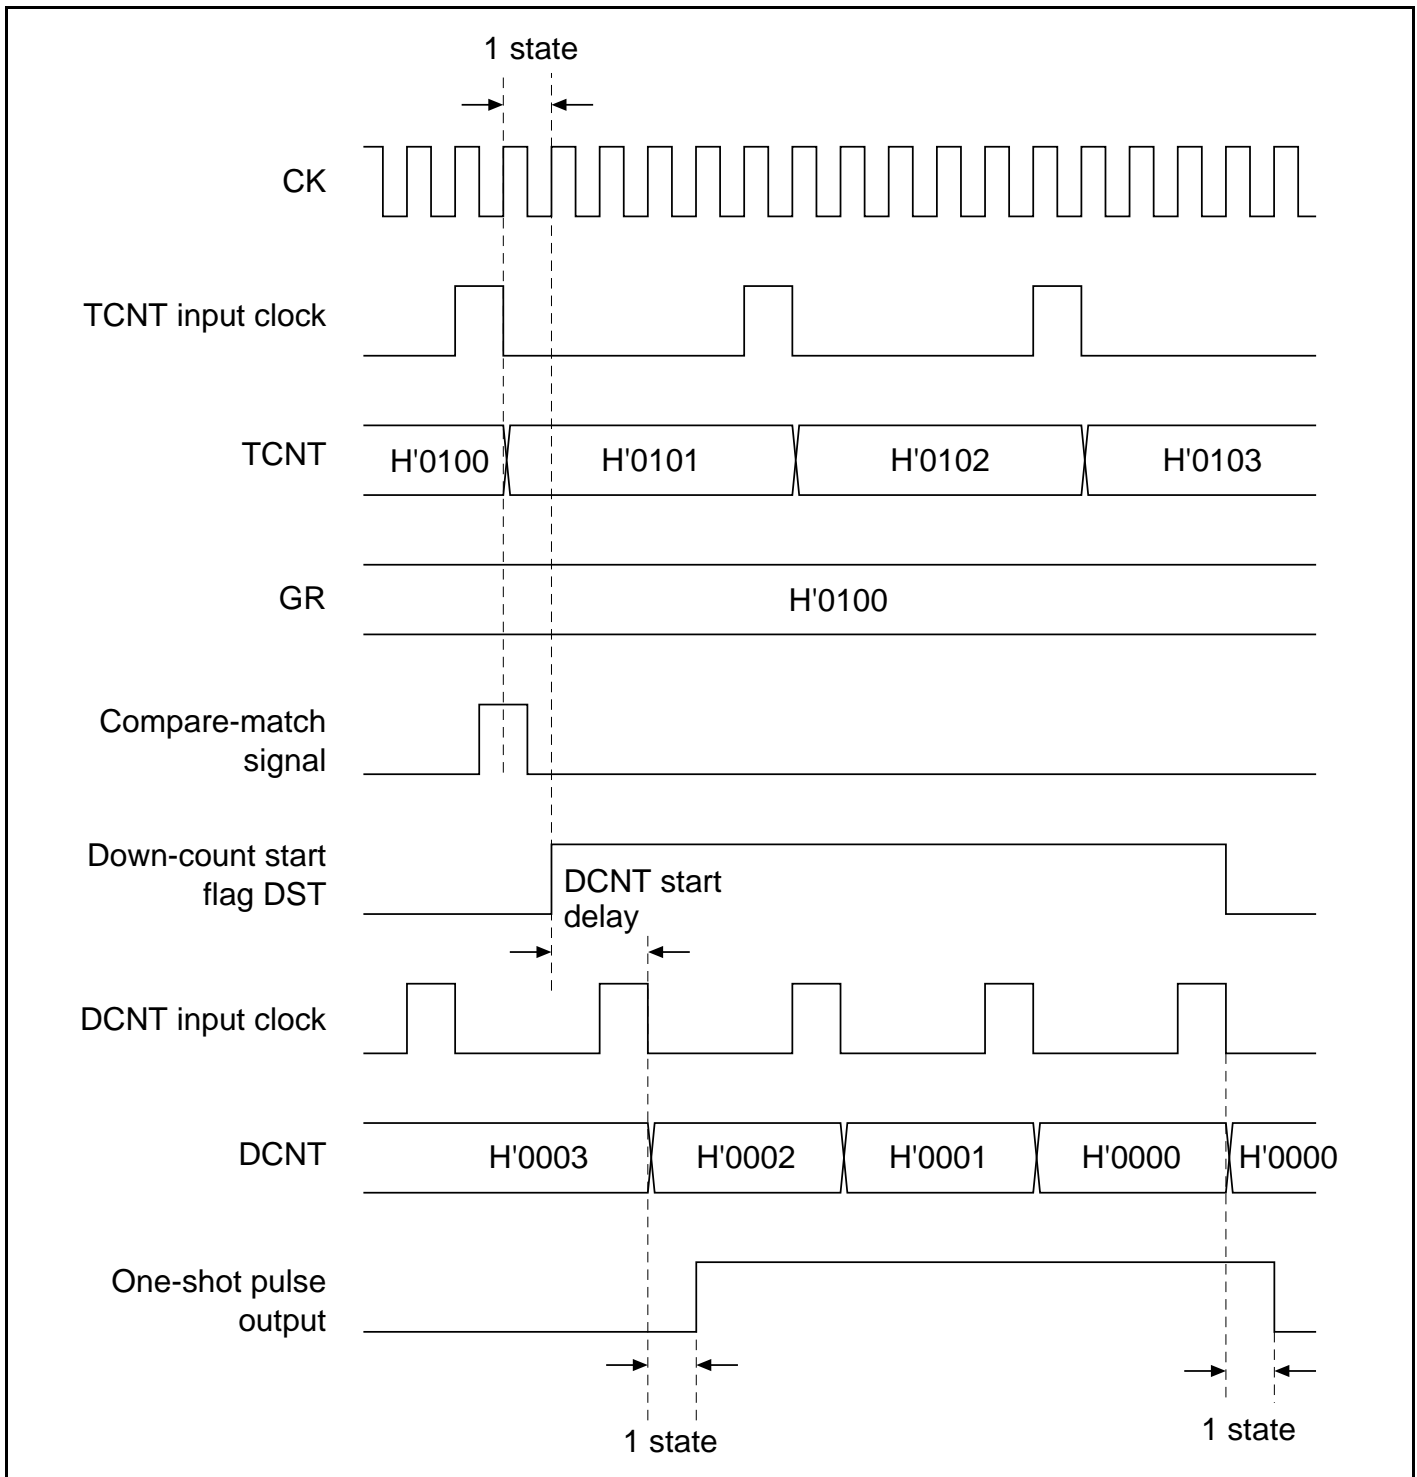 1 state
CK
TCNT input clock
TCNT
H'0100
H'0101
H'0102
H'0103
GR
H'0100
Compare-match
signal
Down-count start
flag DST
DCNT start
delay
DCNT input clock
DCNT
H'0003
H'0002
H'0001
H'0000
H'0000
One-shot pulse
output
1 state
1 state